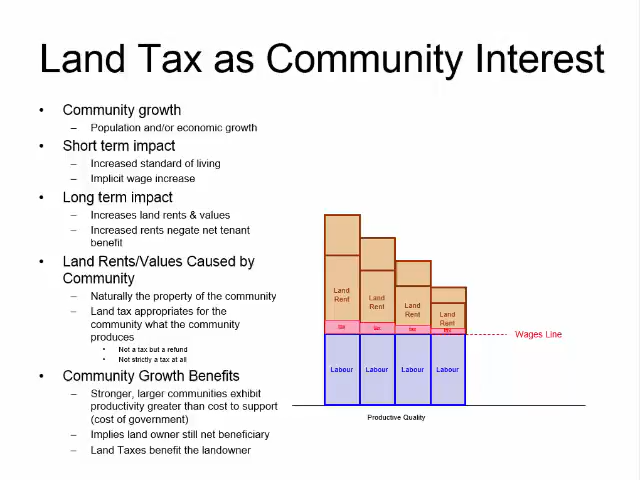 Land Tax as Community Interest
• Community growth
– Population and/or economic growth
• Short term impact
– Increased standard of living
– Implicit wage increase
• Long term impact
– Increases land rents & values
– Increased rents negate net tenant
benefit
• Land Rents/Values Caused by
Community
– Naturally the property of the community
– Land tax appropriates for the
community what the community
produces
• Not a tax but a refund
• Not strictly a tax at all
• Community Growth Benefits
– Stronger, larger communities exhibit
productivity greater than cost to support
(cost of government)
– Implies land owner still net beneficiary
– Land Taxes benefit the landowner
Land
Rent
Land
Rent
Land
Rent
Land
Rent
Wages Line
Labour
Labour
Labour
Labour
Productive Quality